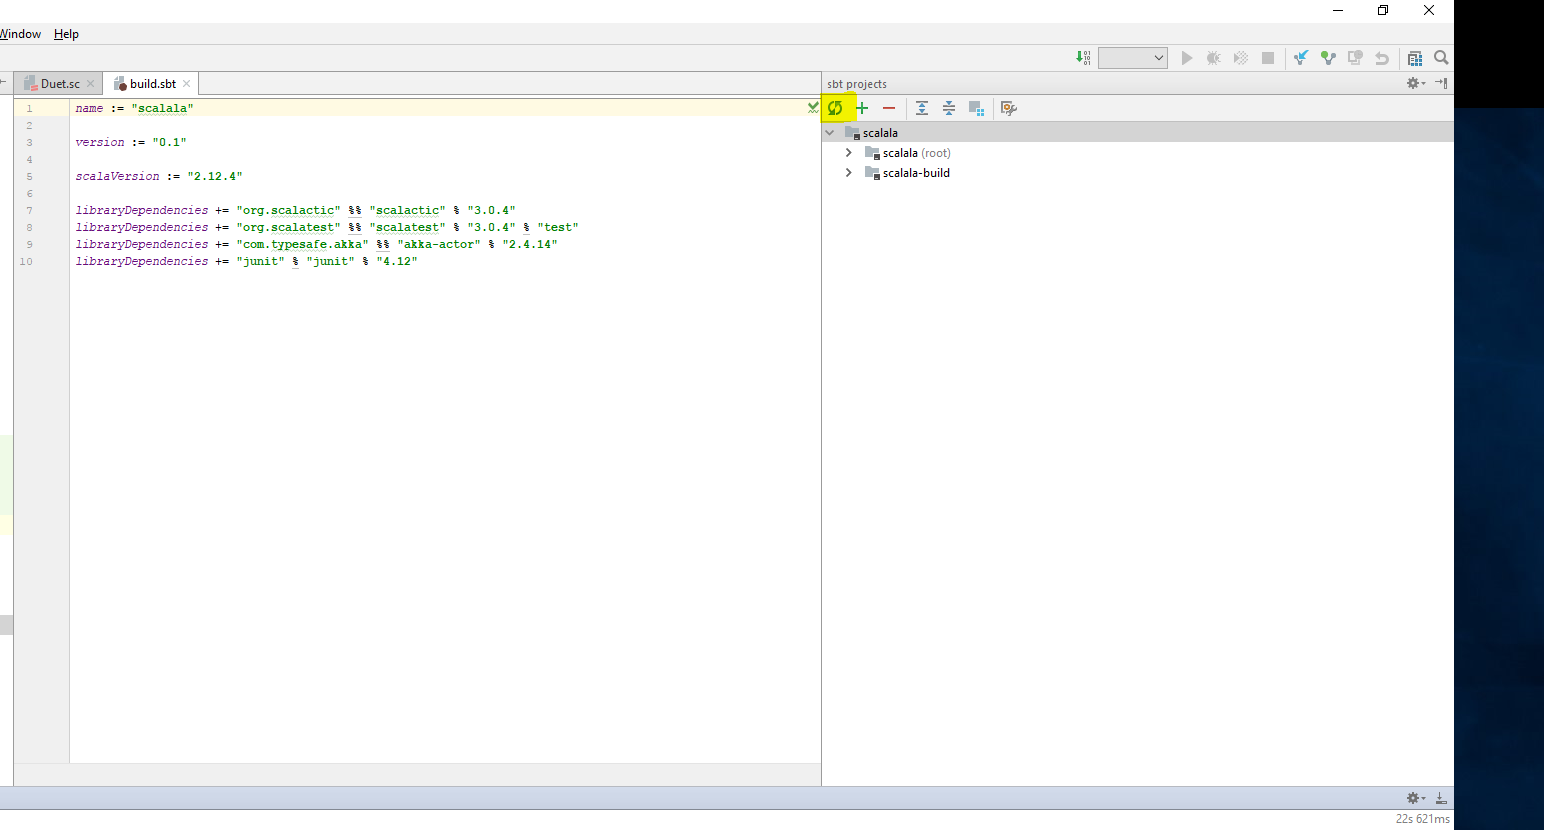 Window Help
Duet.sc build.sbt sbt projects
1 name := "scalala"
2
3 version := "0.1"
4
5 scalaVersion := "2.12.4"
6
7 libraryDependencies += "org.scalactic" %% "scalactic" % "3.0.4"
8 libraryDependencies += "org.scalatest" %% "scalatest" % "3.0.4" % "test"
9 libraryDependencies += "com.typesafe.akka" %% "akka-actor" % "2.4.14"
10 libraryDependencies += "junit" % "junit" % "4.12"
scalala
scalala (root)
scalala-build
22s 621ms